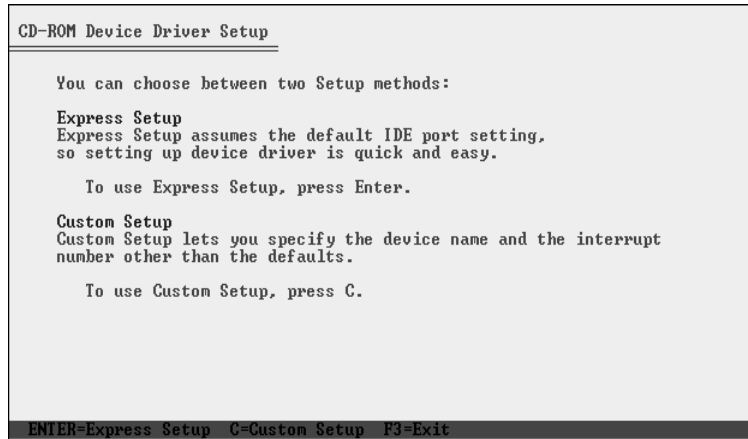 CD-ROM Device Driver Setup
You can choose between two Setup methods:
Express Setup
Express Setup assumes the default IDE port setting,
so setting up device driver is quick and easy.
To use Express Setup, press Enter.
Custom Setup
Custom Setup lets you specify the device name and the interrupt
number other than the defaults.
To use Custom Setup, press C.
ENTER=Express Setup C=Custom Setup F3=Exit